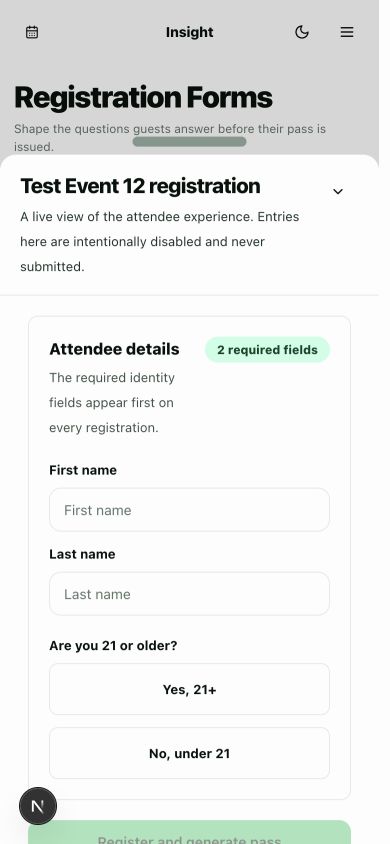 Insight
Registration Forms
Shape the questions guests answer before their pass is
issued.
Test Event 12 registration
A live view of the attendee experience. Entries
here are intentionally disabled and never
submitted.
Attendee details
2 required fields
The required identity
fields appear first on
every registration.
First name
First name
Last name
Last name
Are you 21 or older?
Yes, 21+
No, under 21
N
Register and generate pass